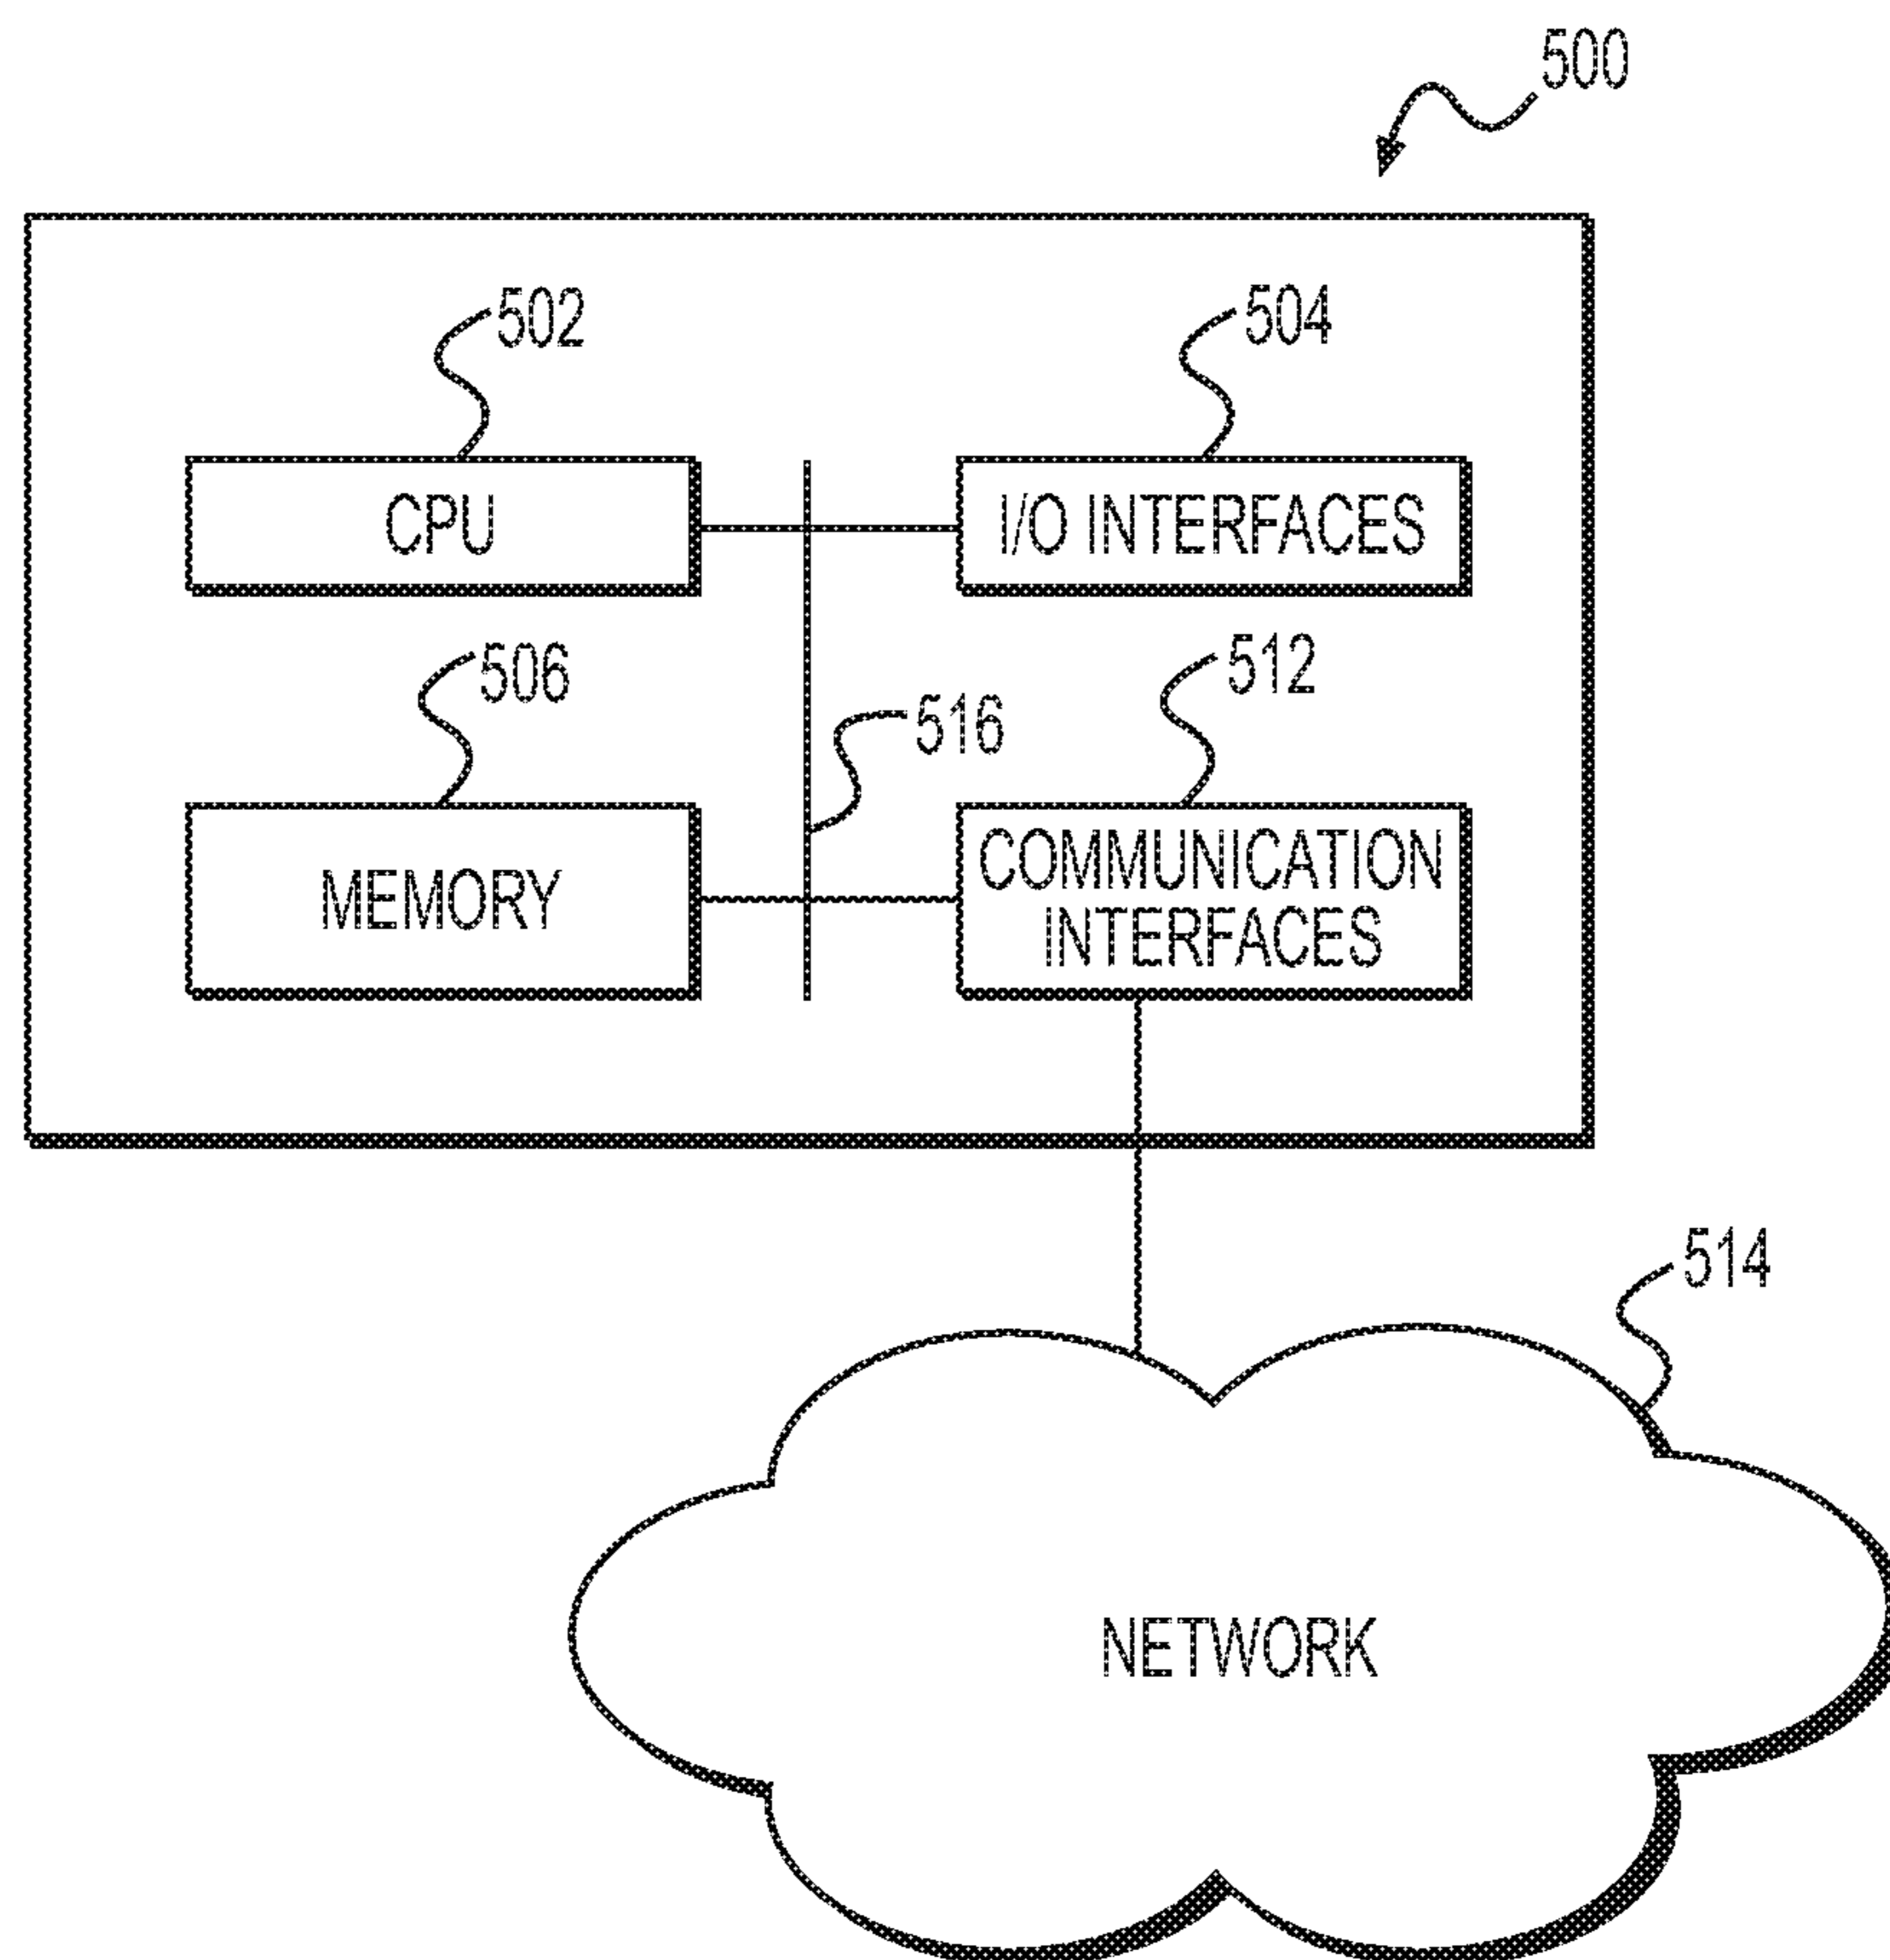 500
502
504
CPU
I/O INTERFACES
506
512
516
MEMORY
COMMUNICATION
INTERFACES
514
NETWORK